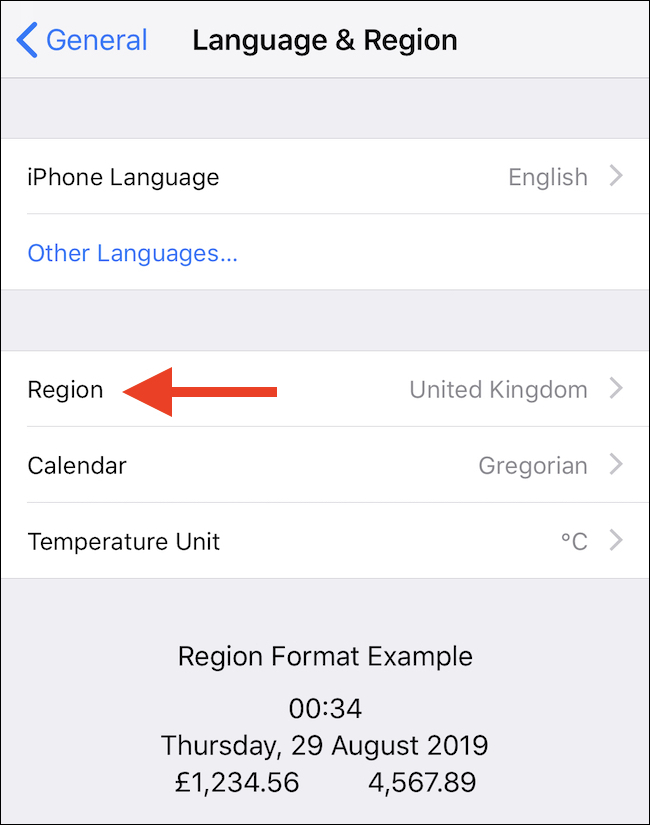 General Language & Region
iPhone Language English
Other Languages...
Region United Kingdom
Calendar Gregorian
Temperature Unit °C
Region Format Example
00:34
Thursday, 29 August 2019
£1,234.56 4,567.89